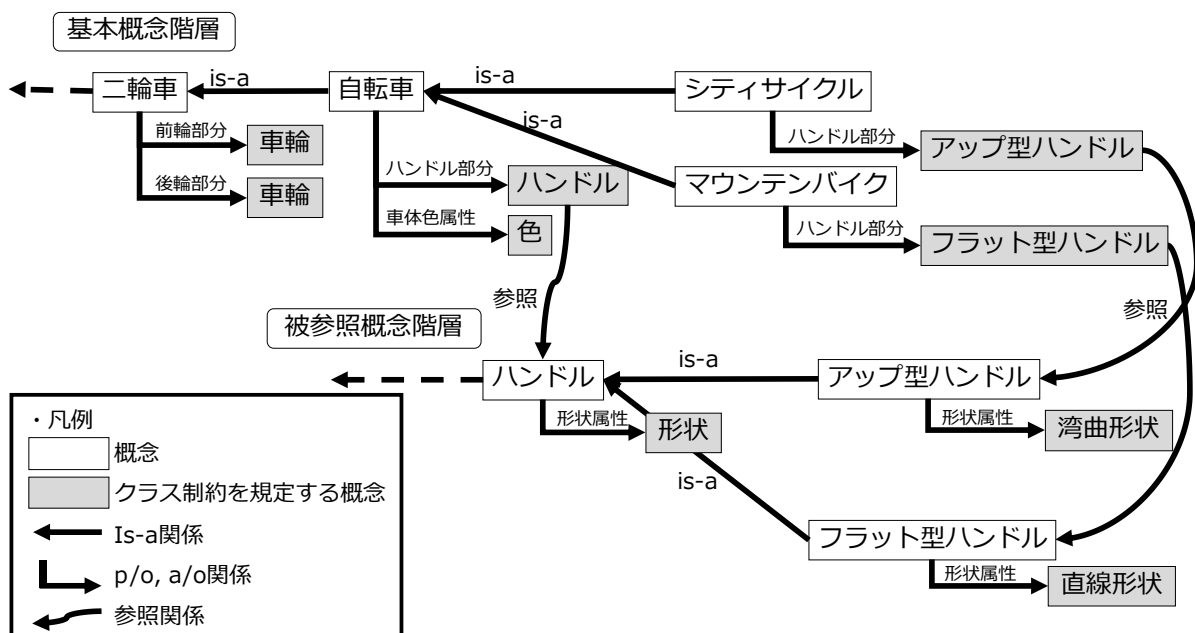 基本概念階層
二輪車
is-a
自転車
is-a
シティサイクル
is-a
前輪部分
車輪
後輪部分
車輪
ハンドル部分
ハンドル
車体色属性
色
ハンドル部分
アップ型ハンドル
マウンテンバイク
ハンドル部分
フラット型ハンドル
参照
参照
被参照概念階層
ハンドル
is-a
アップ型ハンドル
形状属性
形状
形状属性
湾曲形状
is-a
フラット型ハンドル
形状属性
直線形状
・凡例
概念
クラス制約を規定する概念
Is-a関係
p/o, a/o関係
参照関係